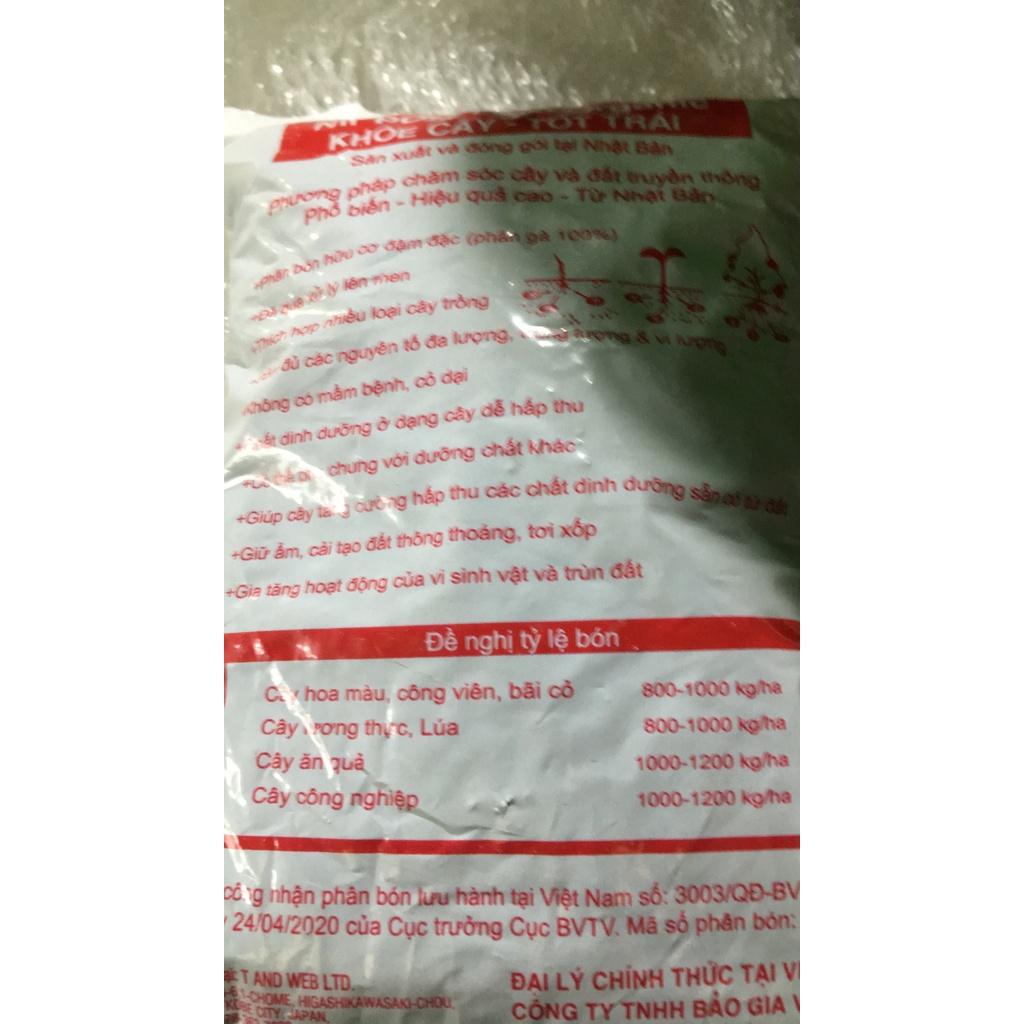 KHỎE CÂY - TỐT TRÁI
Sản xuất và đóng gói tại Nhật Bản
Phương pháp chăm sóc cây và đất truyền thống
Phổ biến - Hiệu quả cao - Từ Nhật Bản
+Phân bón hữu cơ đậm đặc (phân gà 100%)
+Đã qua xử lý lên men
+Thích hợp nhiều loại cây trồng
đủ các nguyên tố đa lượng, trung lượng & vi lượng
Không có mầm bệnh, cỏ dại
dinh dưỡng ở dạng cây dễ hấp thu
chung với dưỡng chất khác
+Giúp cây tăng cường hấp thu các chất dinh dưỡng sẵn có từ đất
+Giữ ẩm, cải tạo đất thông thoáng, tơi xốp
+Gia tăng hoạt động của vi sinh vật và trùn đất
Đề nghị tỷ lệ bón
Cây hoa màu, công viên, bãi cỏ 800-1000 kg/ha
Cây lương thực, Lúa 800-1000 kg/ha
Cây ăn quả 1000-1200 kg/ha
Cây công nghiệp 1000-1200 kg/ha
công nhận phân bón lưu hành tại Việt Nam số: 3003/QĐ-BV
24/04/2020 của Cục trưởng Cục BVTV. Mã số phân bón:
T AND WEB LTD.
1-CHOME, HIGASHIKAWASAKI-CHOU,
KOBE CITY, JAPAN,
ĐẠI LÝ CHÍNH THỨC TẠI VI
CÔNG TY TNHH BẢO GIA V